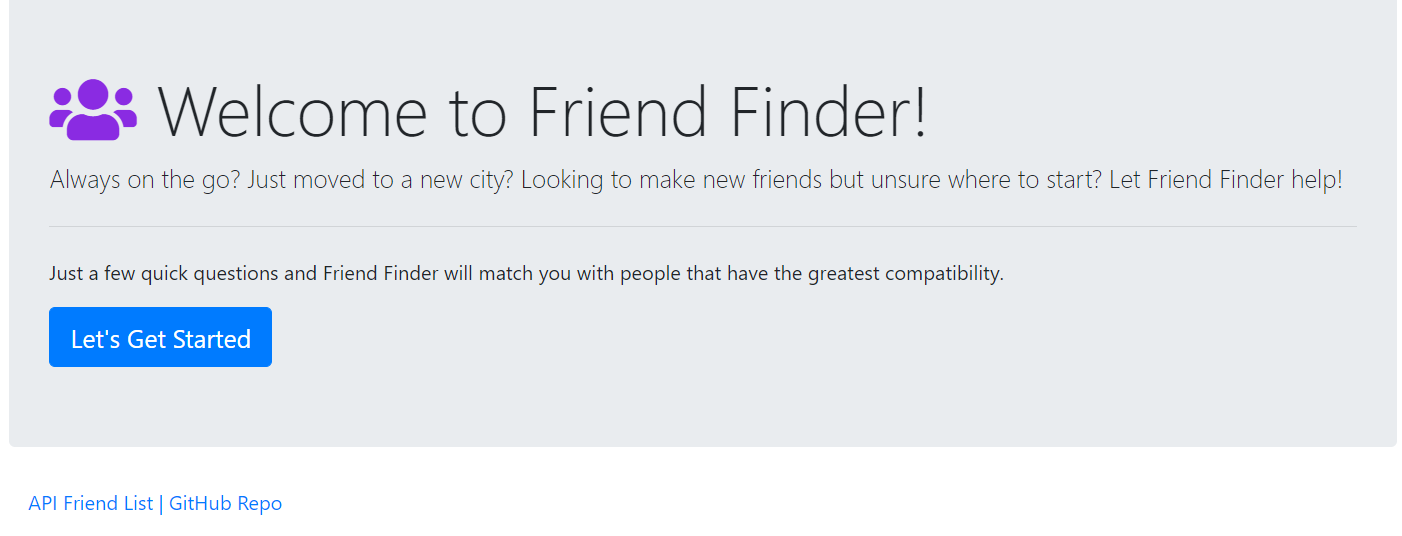 Welcome to Friend Finder!
Always on the go? Just moved to a new city? Looking to make new friends but unsure where to start? Let Friend Finder help!
Just a few quick questions and Friend Finder will match you with people that have the greatest compatibility.
Let's Get Started
API Friend List | GitHub Repo